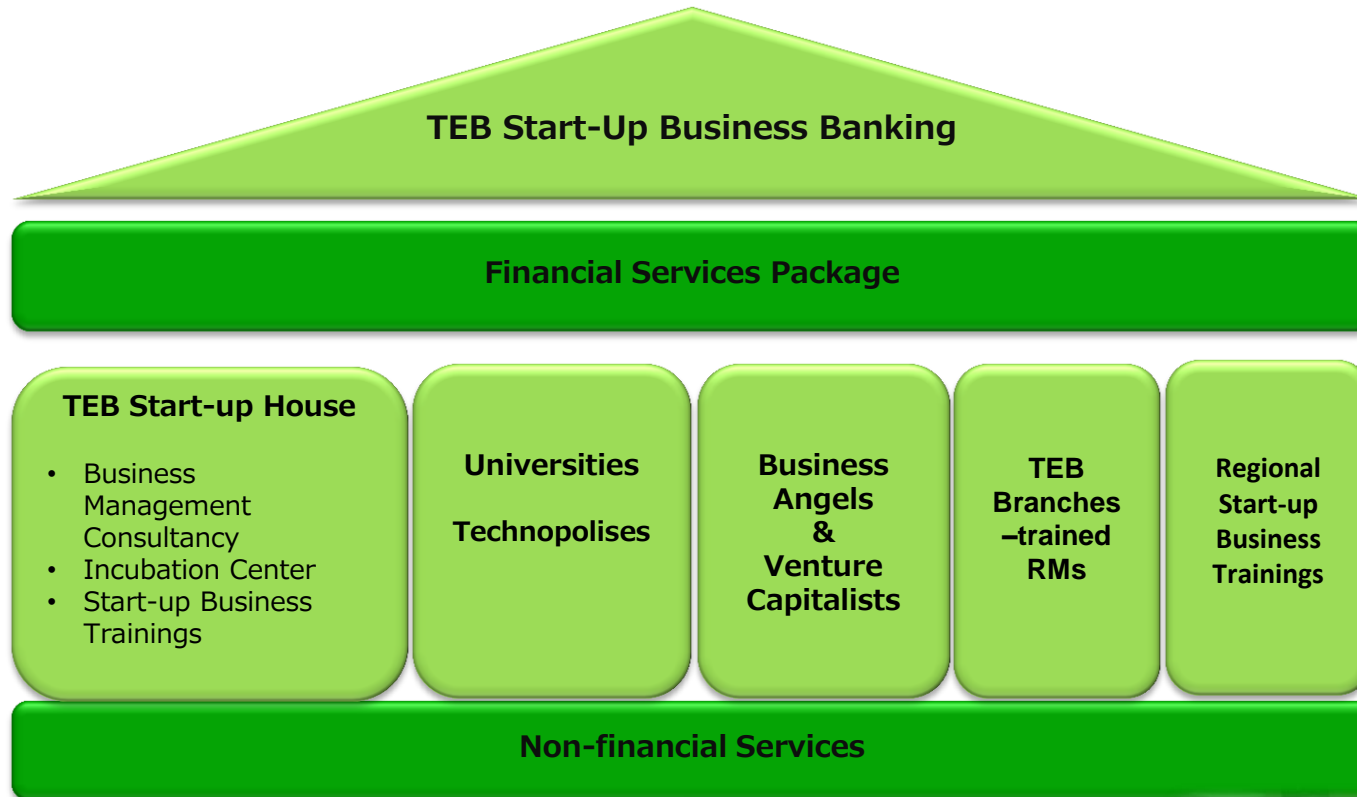 TEB Start-Up Business Banking
Financial Services Package
TEB Start-up House
• Business
Management
Consultancy
• Incubation Center
• Start-up Business
Trainings
Universities
Technopolises
Business
Angels
&
Venture
Capitalists
TEB
Branches
–trained
RMs
Regional
Start-up
Business
Trainings
Non-financial Services